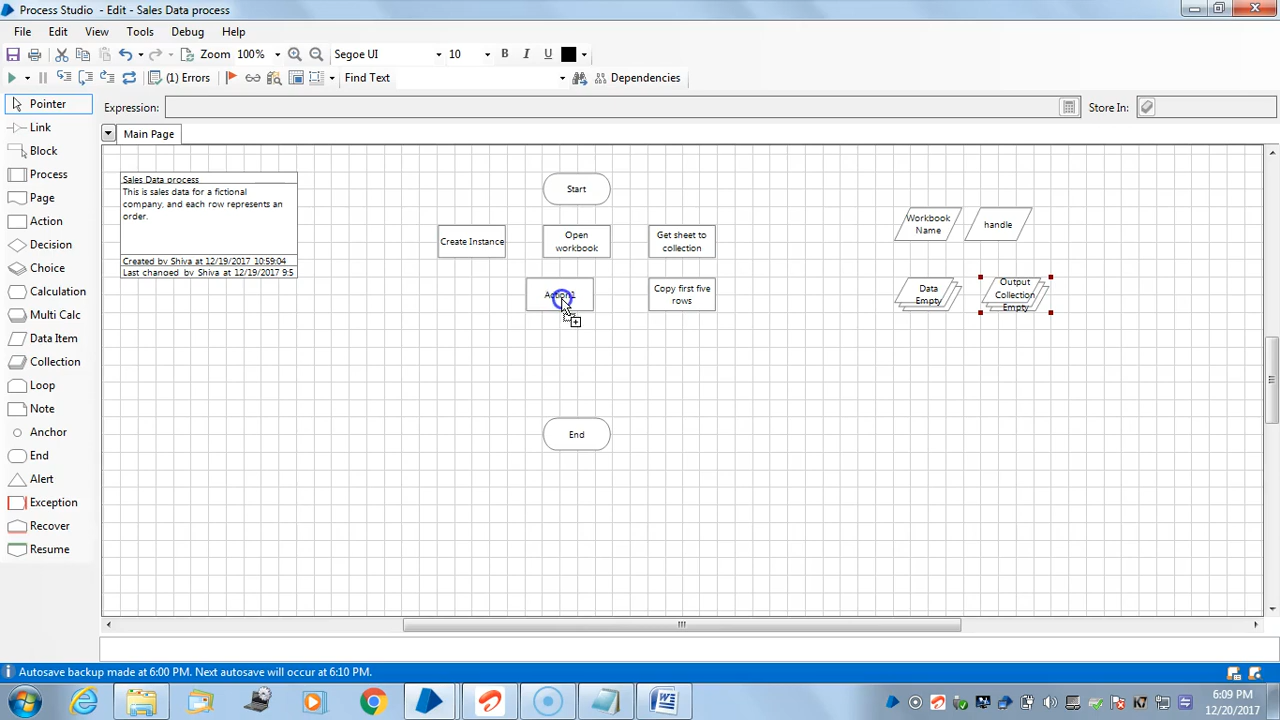 Process Studio - Edit - Sales Data process
File Edit View Tools Debug Help
Zoom 100% Segoe UI 10 B I U
(1) Errors Find Text Dependencies
Pointer
Expression: Store In:
Link
Main Page
Block
Process
Page
Action
Decision
Choice
Calculation
Multi Calc
Data Item
Collection
Loop
Note
Anchor
End
Alert
Exception
Recover
Resume
Sales Data process
This is sales data for a fictional
company, and each row represents an
order.
Created by Shiva at 12/19/2017 10:59:04
Last changed by Shiva at 12/19/2017 9:5
Start
Create Instance
Open
workbook
Get sheet to
collection
Workbook
Name
handle
Action1
Copy first five
rows
Data
Empty
Output
Collection
Empty
End
Autosave backup made at 6:00 PM. Next autosave will occur at 6:10 PM.
6:09 PM
12/20/2017